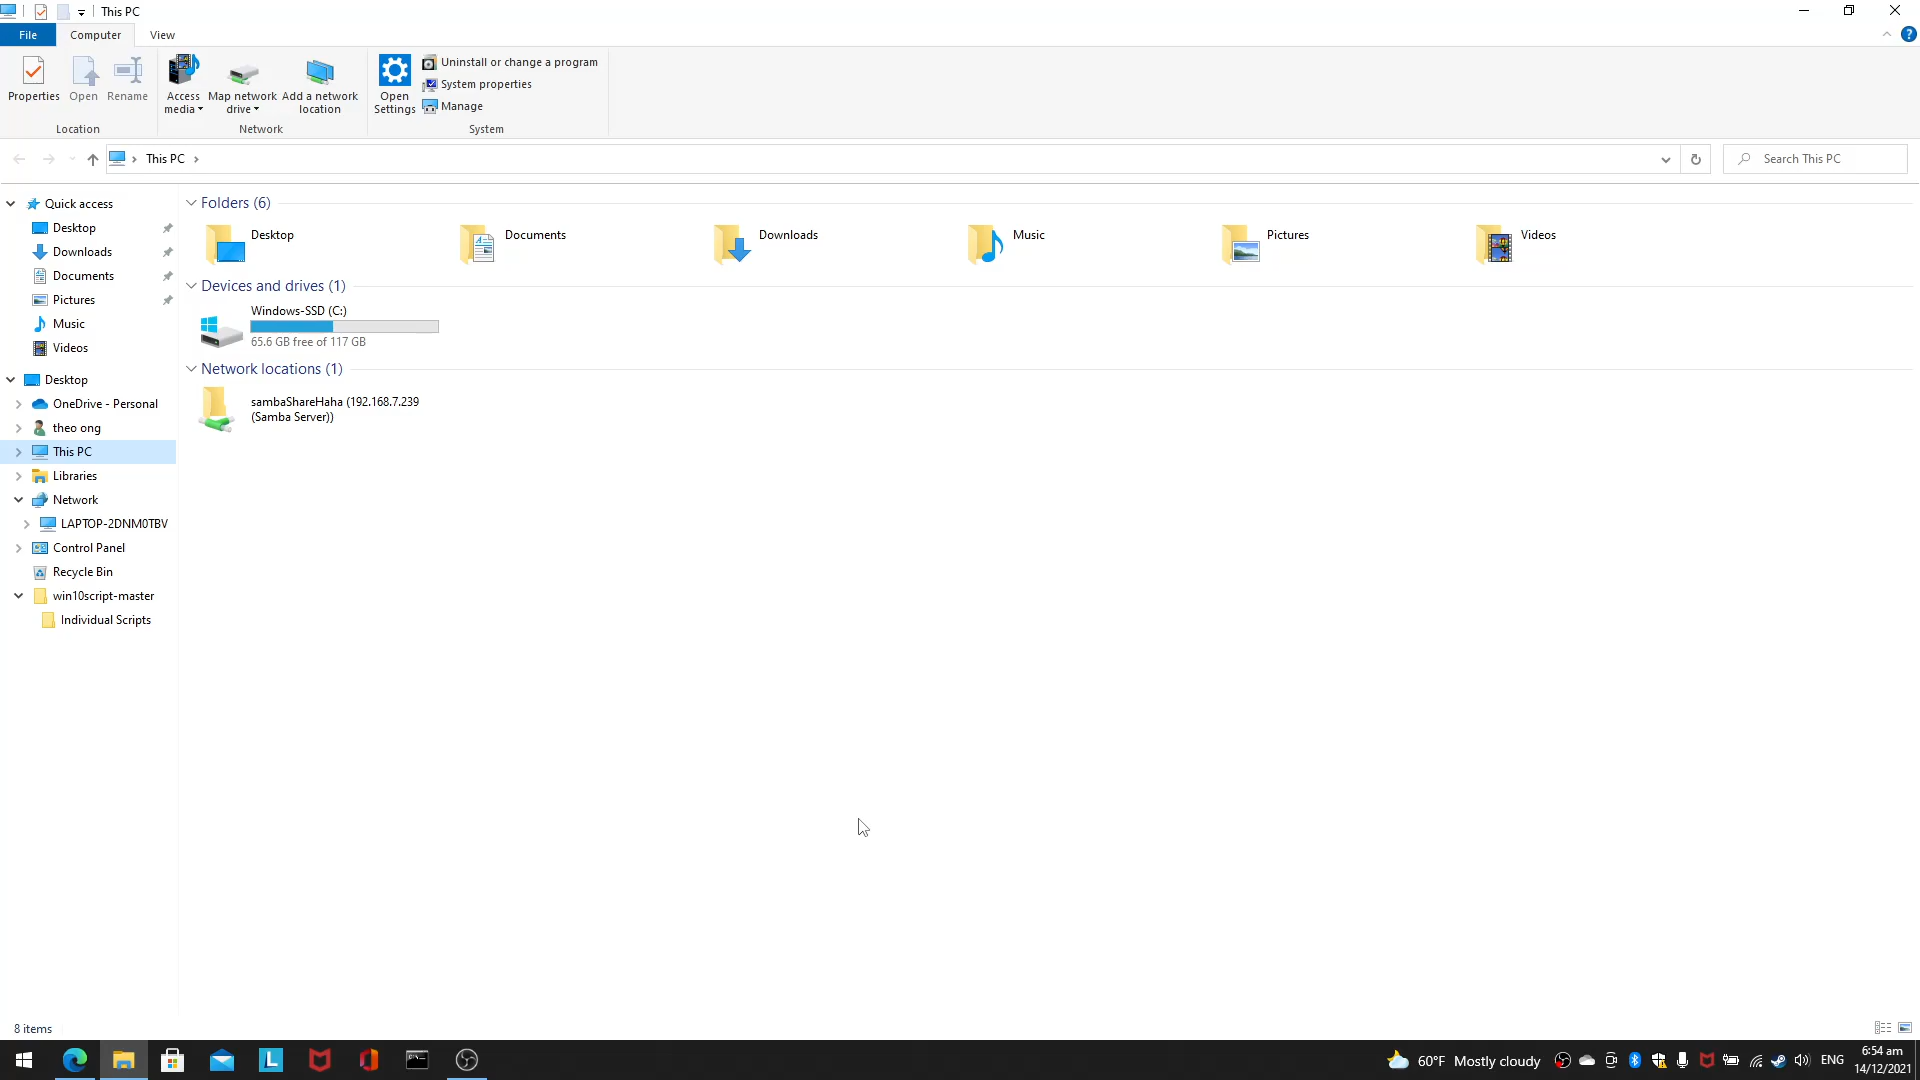 This PC
File
Computer
View
Properties
Open
Rename
Access
media
Map network
drive
Add a network
location
Open
Settings
Uninstall or change a program
System properties
Manage
Location
Network
System
This PC
Search This PC
Quick access
Desktop
Downloads
Documents
Pictures
Music
Videos
Desktop
OneDrive - Personal
theo ong
This PC
Libraries
Network
LAPTOP-2DNM0TBV
Control Panel
Recycle Bin
win10script-master
Individual Scripts
Folders (6)
Desktop
Documents
Downloads
Music
Pictures
Videos
Devices and drives (1)
Windows-SSD (C:)
65.6 GB free of 117 GB
Network locations (1)
sambaShareHaha (192.168.7.239
(Samba Server))
8 items
60°F Mostly cloudy
ENG
6:54 am
14/12/2021